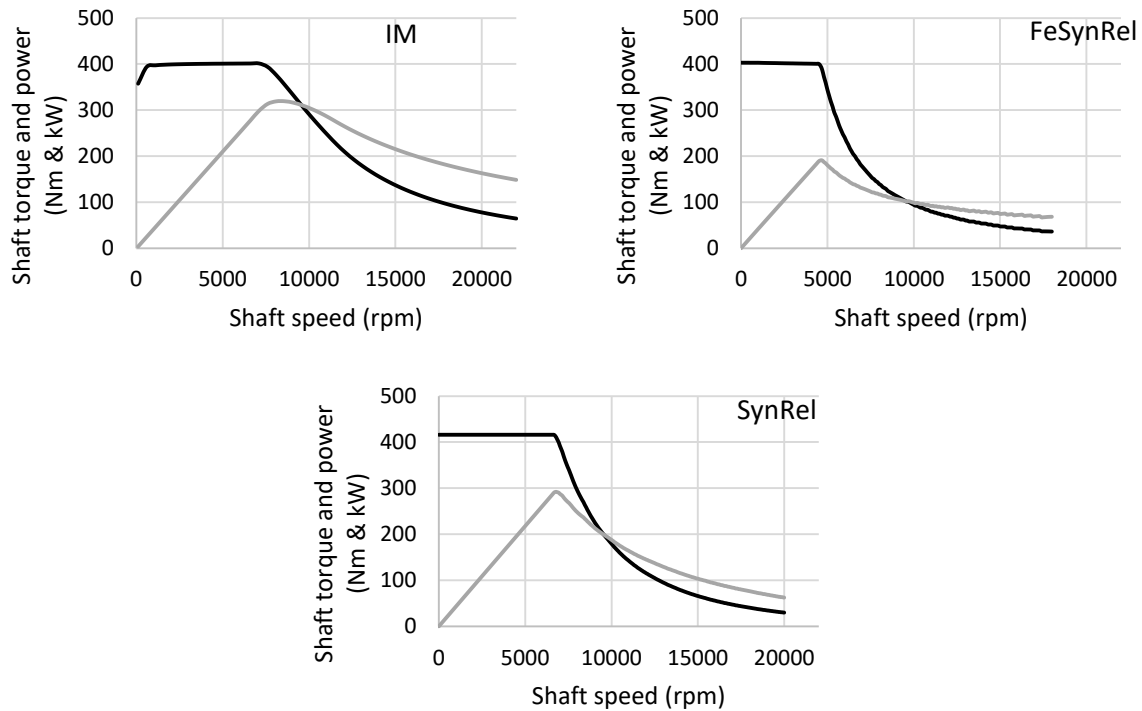 IM
Shaft torque and power
(Nm & kW)
500
400
300
200
100
0
0 5000 10000 15000 20000
Shaft speed (rpm)
FeSynRel
Shaft torque and power
(Nm & kW)
500
400
300
200
100
0
0 5000 10000 15000 20000
Shaft speed (rpm)
SynRel
Shaft torque and power
(Nm & kW)
500
400
300
200
100
0
0 5000 10000 15000 20000
Shaft speed (rpm)